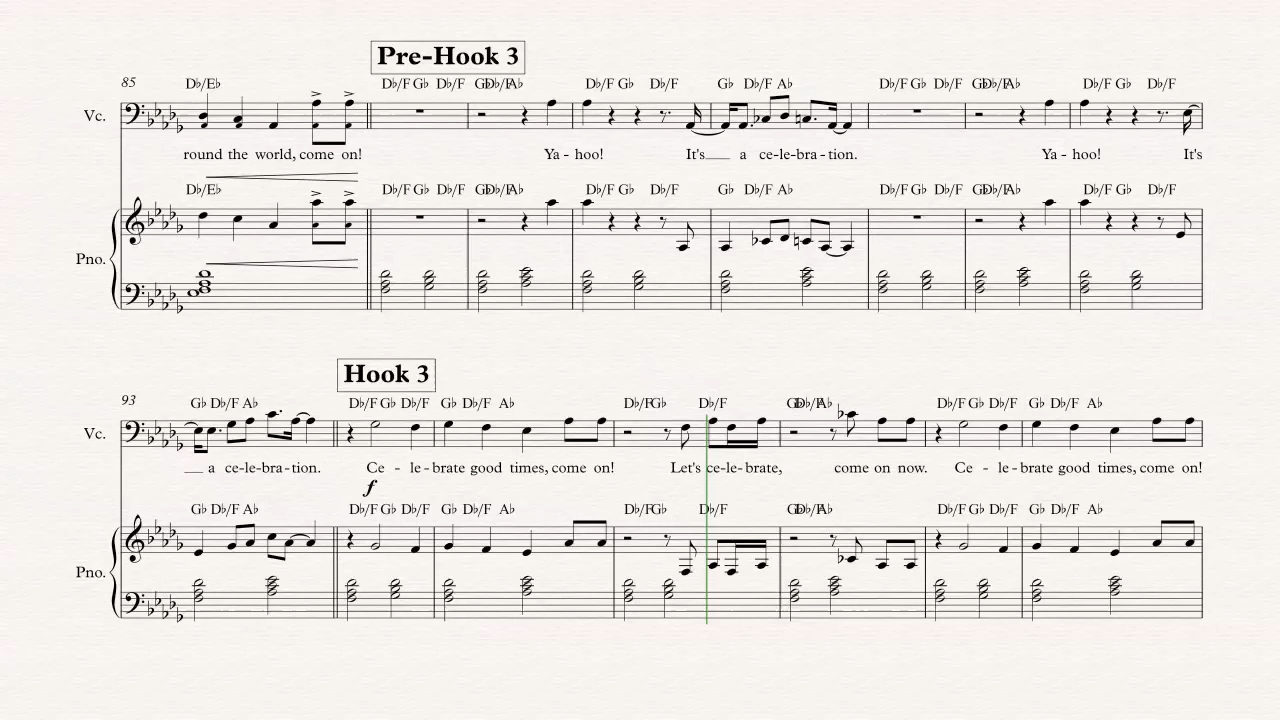 Pre-Hook 3
85 D♭/E♭ D♭/F G♭ D♭/F G♭ D♭/F A♭ D♭/F G♭ D♭/F G♭ D♭/F A♭ D♭/F G♭ D♭/F G♭ D♭/F A♭ D♭/F G♭ D♭/F
Vc.
round the world, come on! Ya - hoo! It's a ce-le-bra-tion. Ya - hoo! It's
D♭/E♭ D♭/F G♭ D♭/F G♭ D♭/F A♭ D♭/F G♭ D♭/F G♭ D♭/F A♭ D♭/F G♭ D♭/F G♭ D♭/F A♭ D♭/F G♭ D♭/F
Pno.
Hook 3
93 G♭ D♭/F A♭ D♭/F G♭ D♭/F G♭ D♭/F A♭ D♭/F G♭ D♭/F G♭ D♭/F A♭ D♭/F G♭ D♭/F G♭ D♭/F A♭
Vc.
a ce-le-bra-tion. Ce - le-brate good times, come on! Let's ce-le-brate, come on now. Ce - le-brate good times, come on!
f
G♭ D♭/F A♭ D♭/F G♭ D♭/F G♭ D♭/F A♭ D♭/F G♭ D♭/F G♭ D♭/F A♭ D♭/F G♭ D♭/F G♭ D♭/F A♭
Pno.